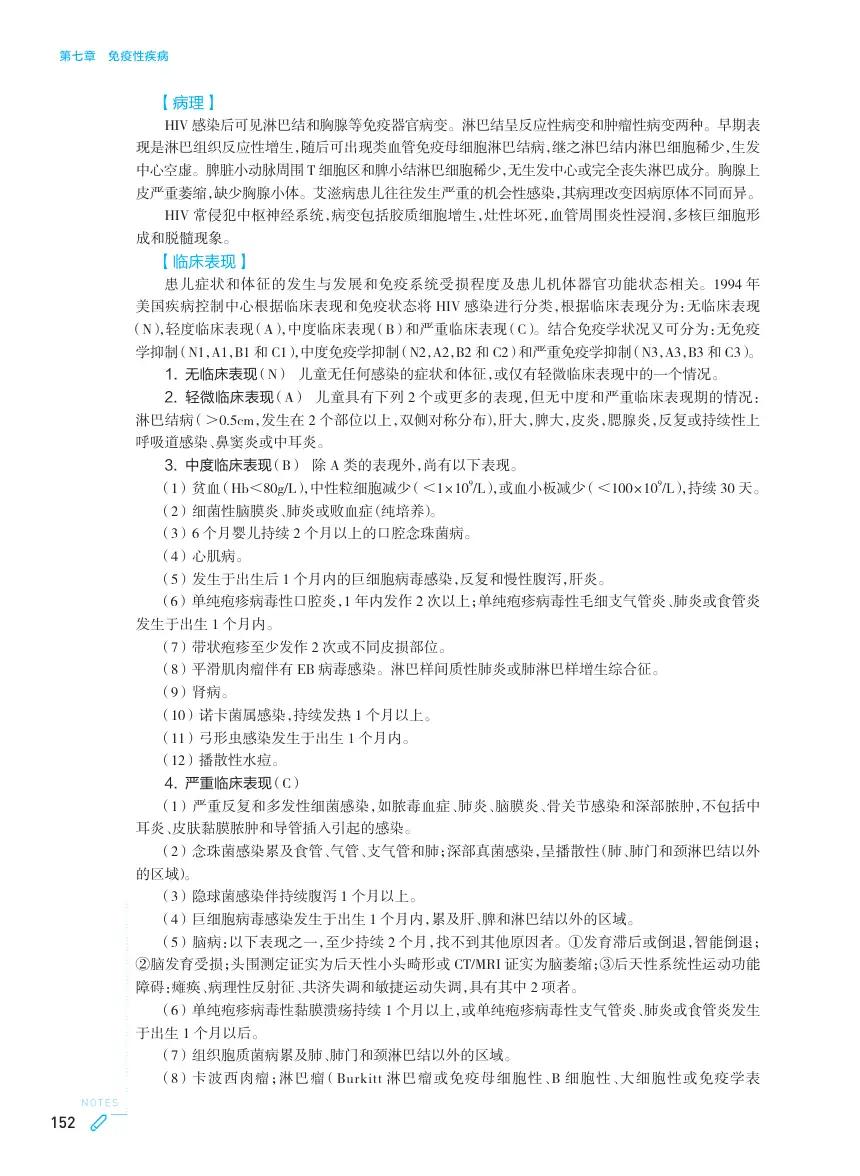 第七章 免疫性疾病
【病理】
HIV 感染后可见淋巴结和胸腺等免疫器官病变。淋巴结呈反应性病变和肿瘤性病变两种。早期表
现是淋巴组织反应性增生,随后可出现类血管免疫母细胞淋巴结病,继之淋巴结内淋巴细胞稀少,生发
中心空虚。脾脏小动脉周围 T 细胞区和脾小结淋巴细胞稀少,无生发中心或完全丧失淋巴成分。胸腺上
皮严重萎缩,缺少胸腺小体。艾滋病患儿往往发生严重的机会性感染,其病理改变因病原体不同而异。
HIV 常侵犯中枢神经系统,病变包括胶质细胞增生,灶性坏死,血管周围炎性浸润,多核巨细胞形
成和脱髓现象。
【临床表现】
患儿症状和体征的发生与发展和免疫系统受损程度及患儿机体器官功能状态相关。1994 年
美国疾病控制中心根据临床表现和免疫状态将 HIV 感染进行分类,根据临床表现分为:无临床表现
(N),轻度临床表现(A),中度临床表现(B)和严重临床表现(C)。结合免疫学状况又可分为:无免疫
学抑制(N1,A1,B1 和 C1),中度免疫学抑制(N2,A2,B2 和 C2)和严重免疫学抑制(N3,A3,B3 和 C3)。
1. 无临床表现(N) 儿童无任何感染的症状和体征,或仅有轻微临床表现中的一个情况。
2. 轻微临床表现(A) 儿童具有下列 2 个或更多的表现,但无中度和严重临床表现期的情况:
淋巴结病(>0.5cm,发生在 2 个部位以上,双侧对称分布),肝大,脾大,皮炎,腮腺炎,反复或持续性上
呼吸道感染、鼻窦炎或中耳炎。
3. 中度临床表现(B) 除 A 类的表现外,尚有以下表现。
(1)贫血(Hb<80g/L),中性粒细胞减少(<1×10⁹/L),或血小板减少(<100×10⁹/L),持续 30 天。
(2)细菌性脑膜炎、肺炎或败血症(纯培养)。
(3)6 个月婴儿持续 2 个月以上的口腔念珠菌病。
(4)心肌病。
(5)发生于出生后 1 个月内的巨细胞病毒感染,反复和慢性腹泻,肝炎。
(6)单纯疱疹病毒性口腔炎,1 年内发作 2 次以上;单纯疱疹病毒性毛细支气管炎、肺炎或食管炎
发生于出生 1 个月内。
(7)带状疱疹至少发作 2 次或不同皮损部位。
(8)平滑肌肉瘤伴有 EB 病毒感染。淋巴样间质性肺炎或肺淋巴样增生综合征。
(9)肾病。
(10)诺卡菌属感染,持续发热 1 个月以上。
(11)弓形虫感染发生于出生 1 个月内。
(12)播散性水痘。
4. 严重临床表现(C)
(1)严重反复和多发性细菌感染,如脓毒血症、肺炎、脑膜炎、骨关节感染和深部脓肿,不包括中
耳炎、皮肤黏膜脓肿和导管插入引起的感染。
(2)念珠菌感染累及食管、气管、支气管和肺;深部真菌感染,呈播散性(肺、肺门和颈淋巴结以外
的区域)。
(3)隐球菌感染伴持续腹泻 1 个月以上。
(4)巨细胞病毒感染发生于出生 1 个月内,累及肝、脾和淋巴结以外的区域。
(5)脑病:以下表现之一,至少持续 2 个月,找不到其他原因者。①发育滞后或倒退,智能倒退;
②脑发育受损;头围测定证实为后天性小头畸形或 CT/MRI 证实为脑萎缩;③后天性系统性运动功能
障碍:瘫痪、病理性反射征、共济失调和敏捷运动失调,具有其中 2 项者。
(6)单纯疱疹病毒性黏膜溃疡持续 1 个月以上,或单纯疱疹病毒性支气管炎、肺炎或食管炎发生
于出生 1 个月以后。
(7)组织胞质菌病累及肺、肺门和颈淋巴结以外的区域。
(8)卡波西肉瘤;淋巴瘤(Burkitt 淋巴瘤或免疫母细胞性、B 细胞性、大细胞性或免疫学表
NOTES
152